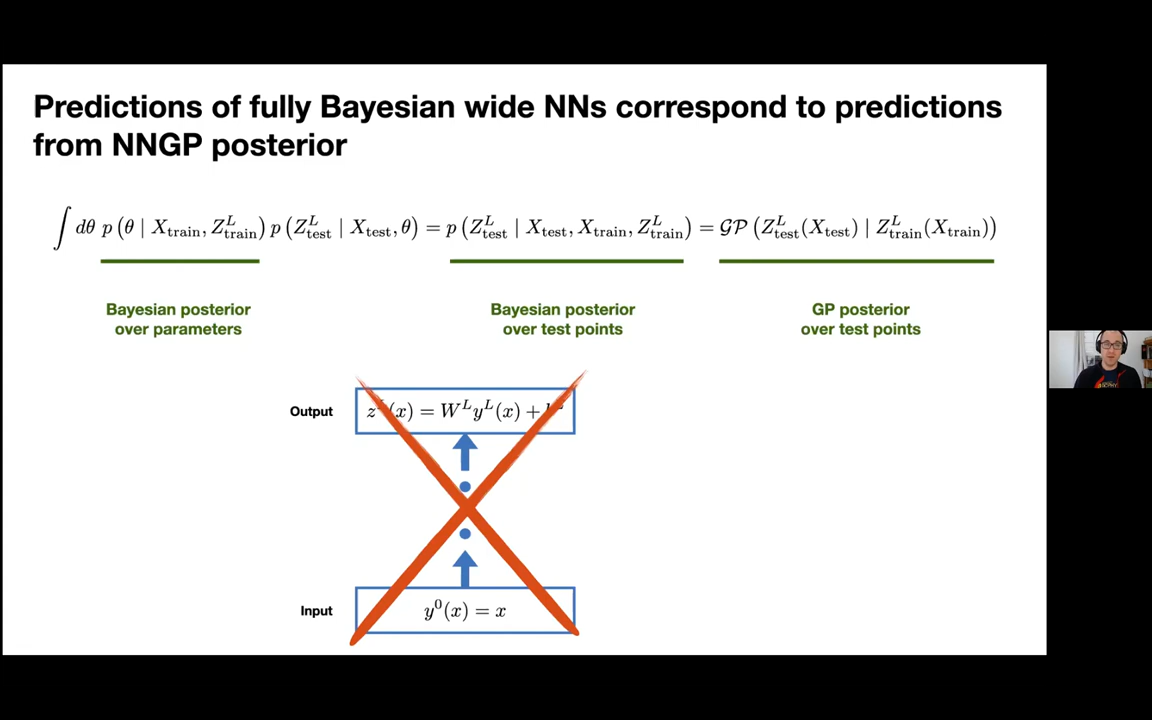 Predictions of fully Bayesian wide NNs correspond to predictions
from NNGP posterior
∫ dθ p (θ | X_train, Z^L_train) p (Z^L_test | X_test, θ) = p (Z^L_test | X_test, X_train, Z^L_train) = 𝒢𝒫 (Z^L_test(X_test) | Z^L_train(X_train))
Bayesian posterior
over parameters
Bayesian posterior
over test points
GP posterior
over test points
Output
z (x) = W^L y^L(x) +
Input
y^0(x) = x